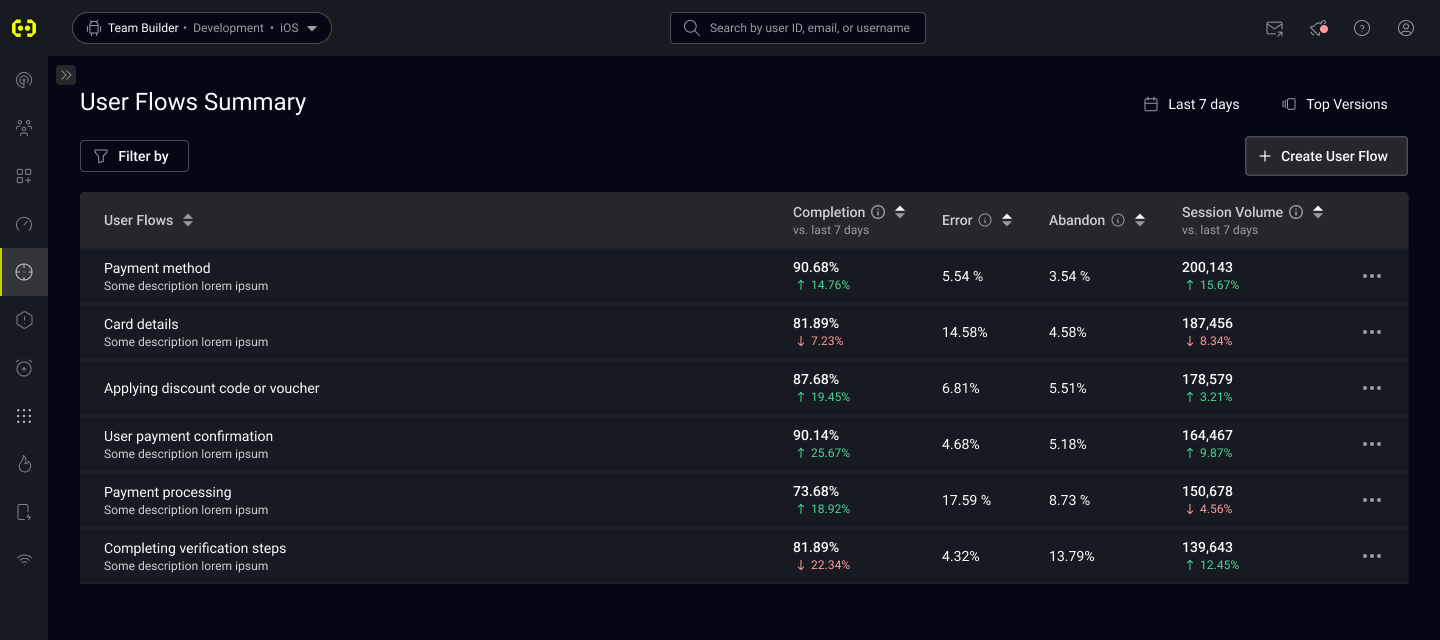 Team Builder • Development • iOS
Search by user ID, email, or username
User Flows Summary
Last 7 days
Top Versions
Filter by
+ Create User Flow
User Flows
Completion
vs. last 7 days
Error
Abandon
Session Volume
vs. last 7 days
Payment method
Some description lorem ipsum
90.68%
↑ 14.76%
5.54 %
3.54 %
200,143
↑ 15.67%
Card details
Some description lorem ipsum
81.89%
↓ 7.23%
14.58%
4.58%
187,456
↓ 8.34%
Applying discount code or voucher
87.68%
↑ 19.45%
6.81%
5.51%
178,579
↑ 3.21%
User payment confirmation
Some description lorem ipsum
90.14%
↑ 25.67%
4.68%
5.18%
164,467
↑ 9.87%
Payment processing
Some description lorem ipsum
73.68%
↑ 18.92%
17.59 %
8.73 %
150,678
↓ 4.56%
Completing verification steps
Some description lorem ipsum
81.89%
↓ 22.34%
4.32%
13.79%
139,643
↑ 12.45%